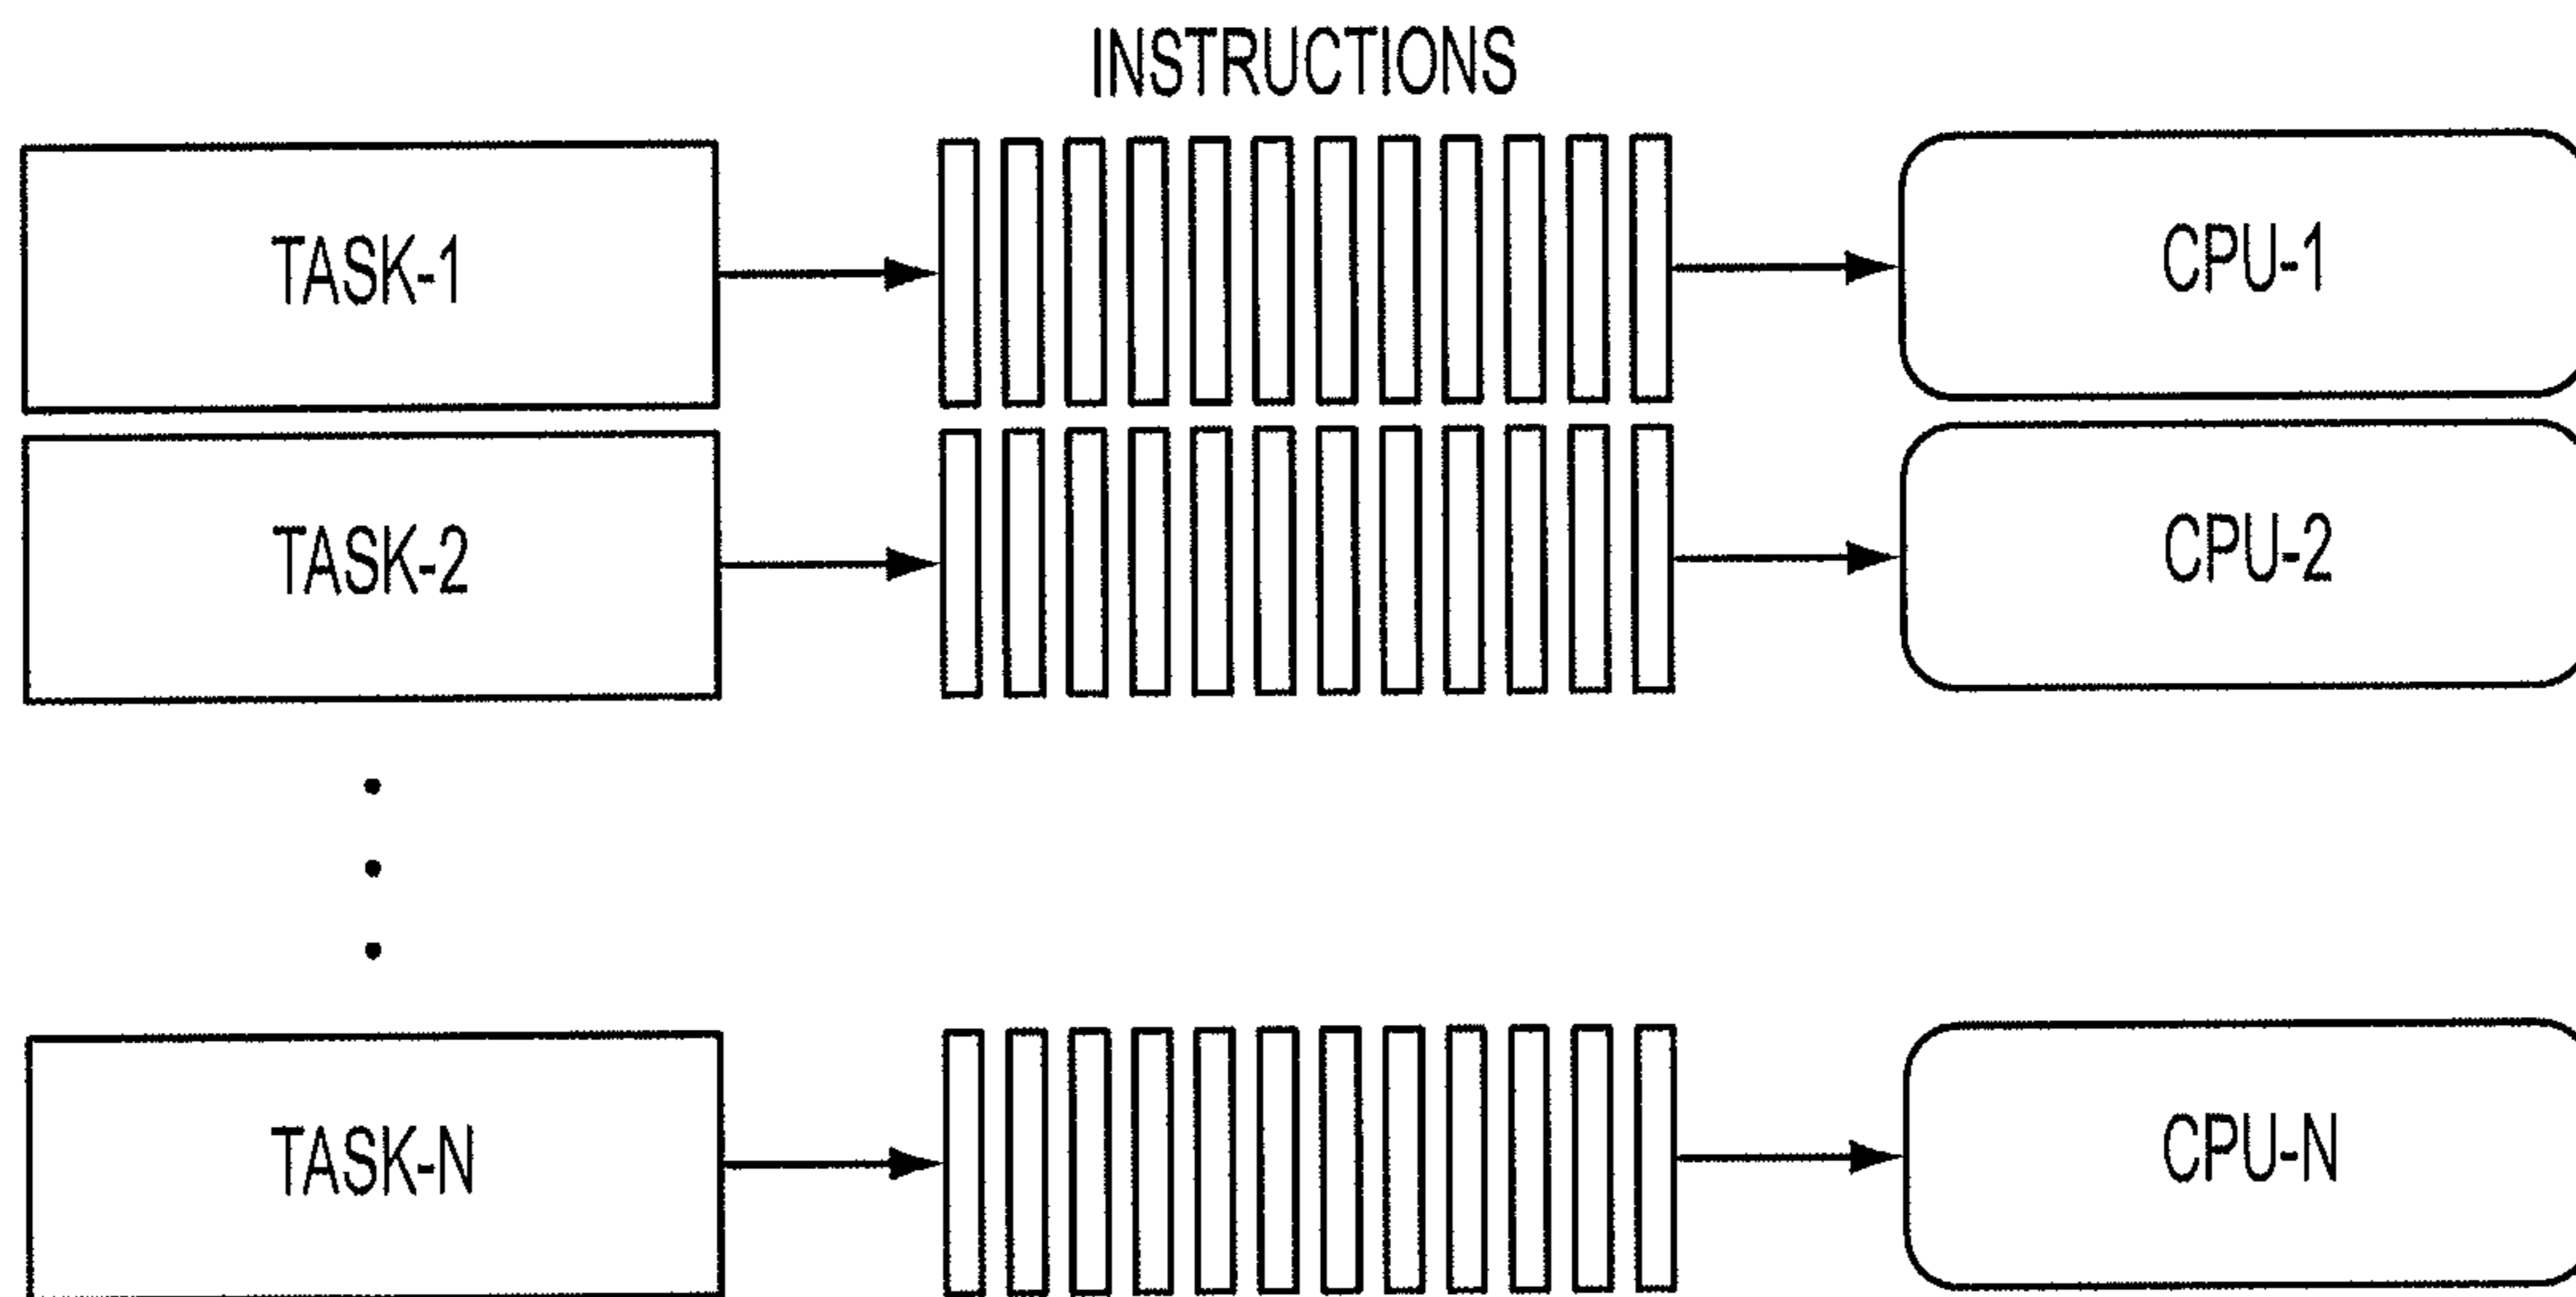 INSTRUCTIONS
TASK-1
CPU-1
TASK-2
CPU-2
TASK-N
CPU-N